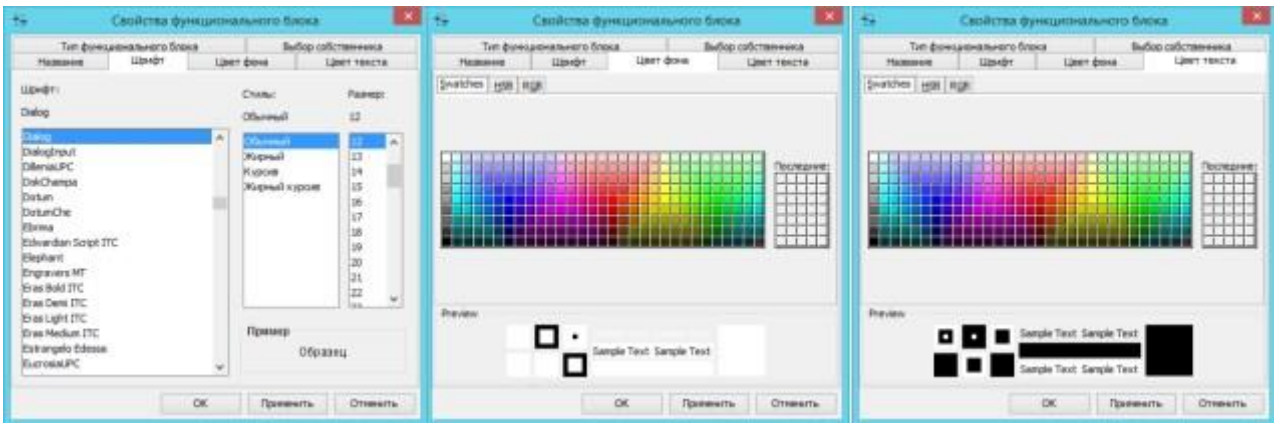 Свойства функционального блока
Тип функционального блока
Выбор собственника
Название
Шрифт
Цвет фона
Цвет текста
Шрифт:
Стиль:
Размер:
Dialog
Обычный
12
Dialog
DialogInput
DilleniaUPC
DokChampa
Dotum
DotumChe
Ebrima
Edwardian Script ITC
Elephant
Engravers MT
Eras Bold ITC
Eras Demi ITC
Eras Light ITC
Eras Medium ITC
Estrangelo Edessa
EucrosiaUPC
Обычный
Жирный
Курсив
Жирный курсив
12
13
14
15
16
17
18
19
20
21
22
Пример
Образец
OK
Применить
Отменить
Свойства функционального блока
Тип функционального блока
Выбор собственника
Название
Шрифт
Цвет фона
Цвет текста
Swatches
HSB
RGB
Последние:
Preview
Sample Text Sample Text
OK
Применить
Отменить
Свойства функционального блока
Тип функционального блока
Выбор собственника
Название
Шрифт
Цвет фона
Цвет текста
Swatches
HSB
RGB
Последние:
Preview
Sample Text Sample Text
Sample Text Sample Text
OK
Применить
Отменить